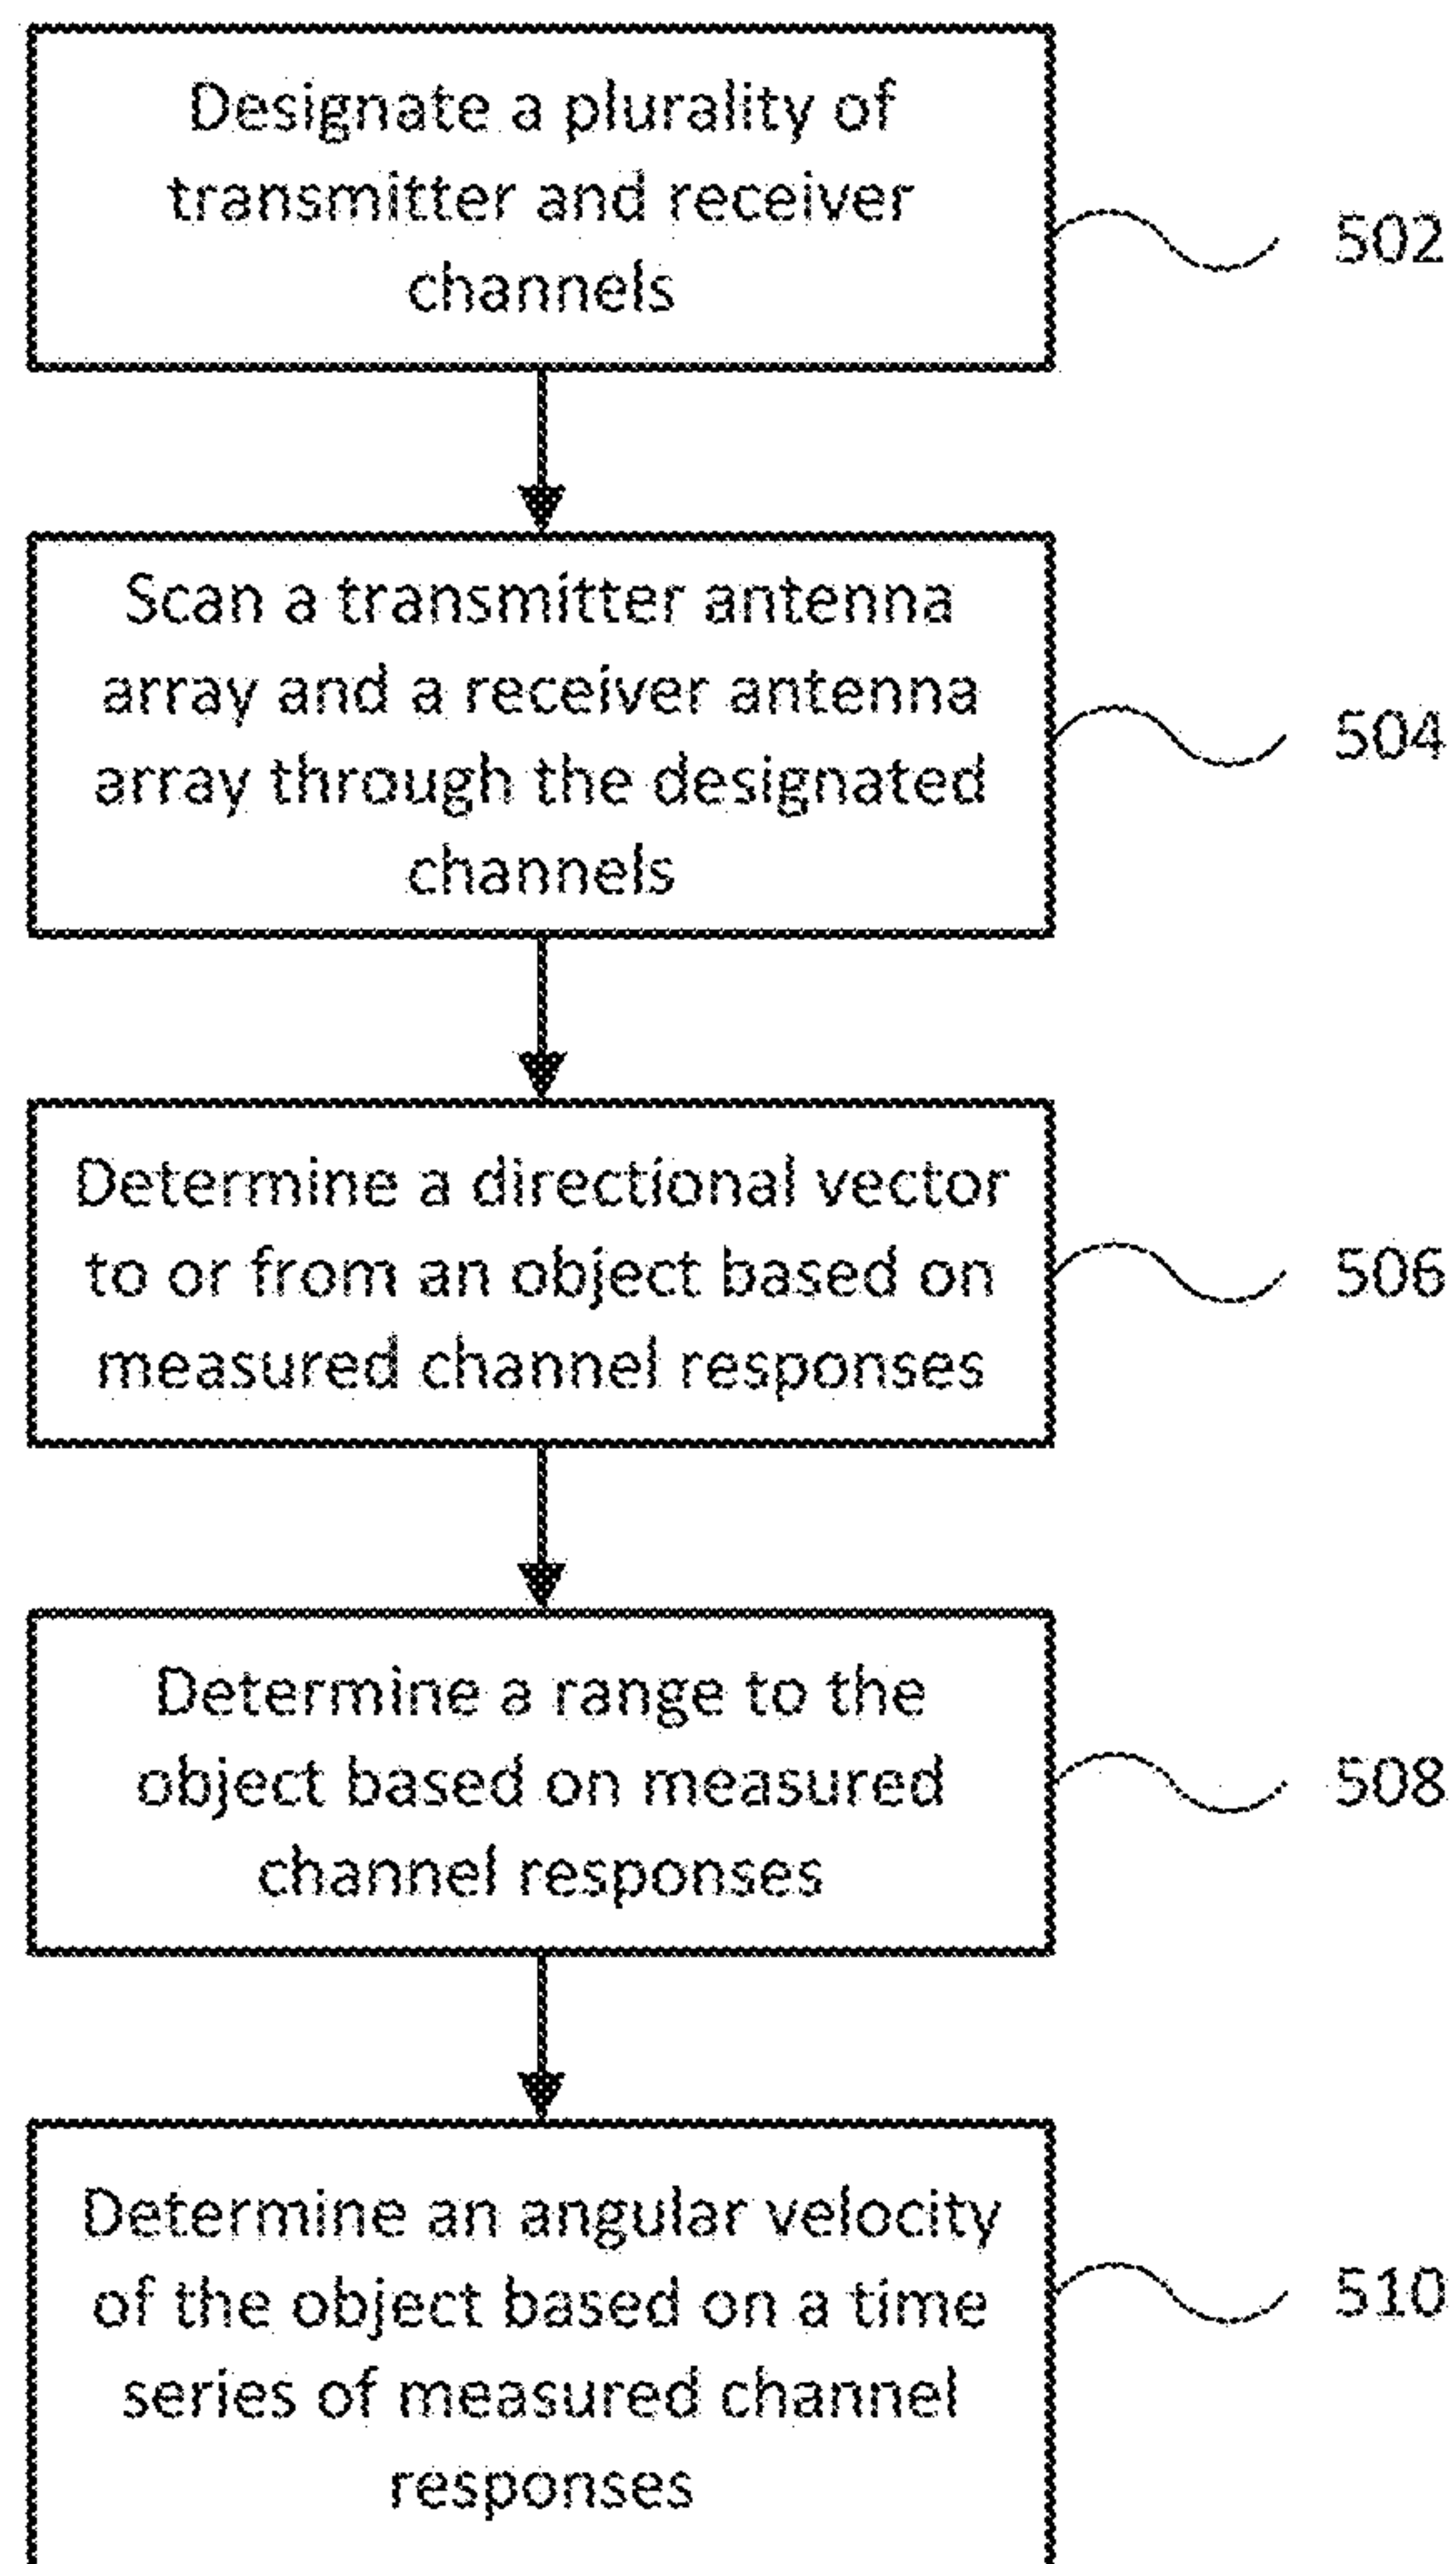 Designate a plurality of
transmitter and receiver
channels
502
Scan a transmitter antenna
array and a receiver antenna
array through the designated
channels
504
Determine a directional vector
to or from an object based on
measured channel responses
506
Determine a range to the
object based on measured
channel responses
508
Determine an angular velocity
of the object based on a time
series of measured channel
responses
510